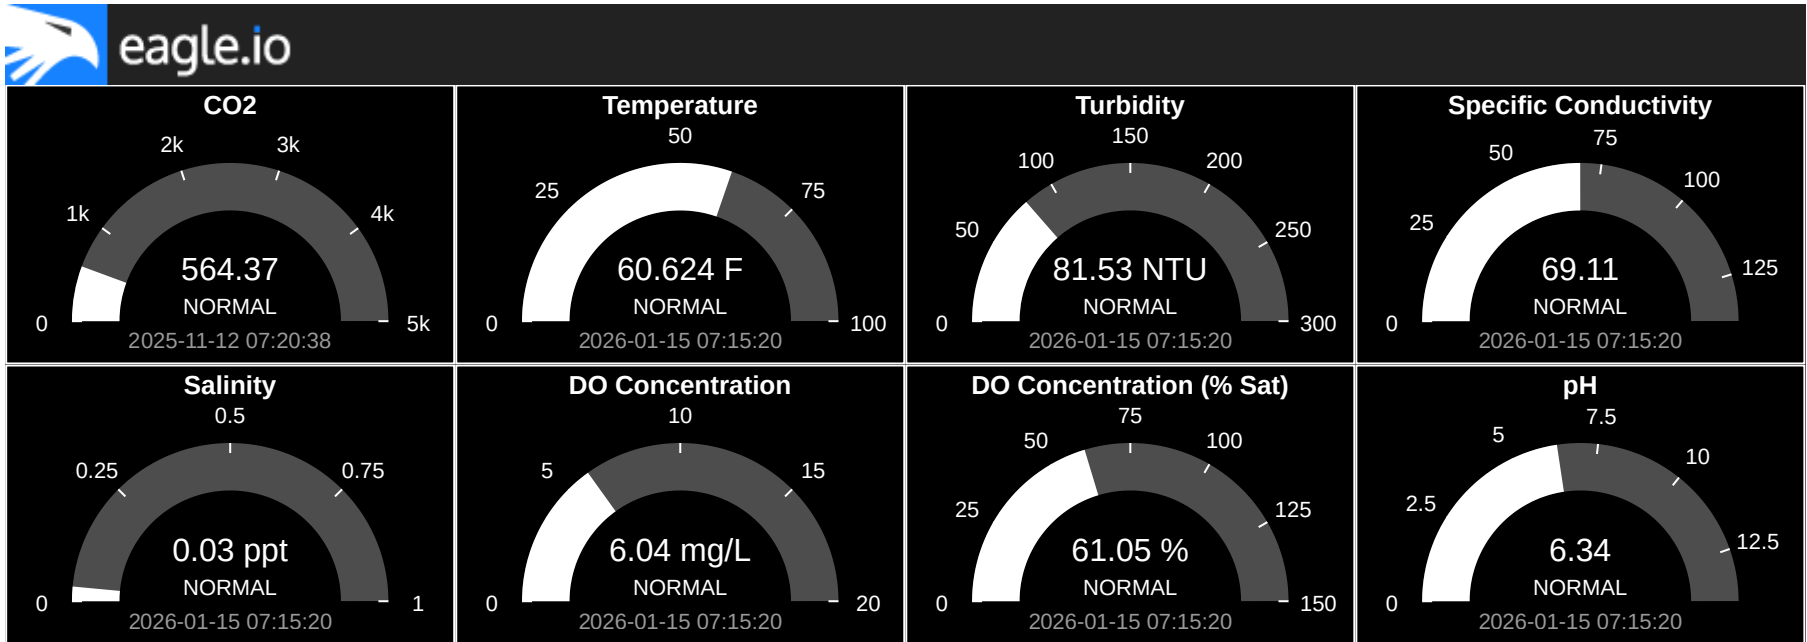 eagle.io
CO2
0
1k
2k
3k
4k
5k
564.37
NORMAL
2025-11-12 07:20:38
Temperature
0
25
50
75
100
60.624 F
NORMAL
2026-01-15 07:15:20
Turbidity
0
50
100
150
200
250
300
81.53 NTU
NORMAL
2026-01-15 07:15:20
Specific Conductivity
0
25
50
75
100
125
69.11
NORMAL
2026-01-15 07:15:20
Salinity
0
0.25
0.5
0.75
1
0.03 ppt
NORMAL
2026-01-15 07:15:20
DO Concentration
0
5
10
15
20
6.04 mg/L
NORMAL
2026-01-15 07:15:20
DO Concentration (% Sat)
0
25
50
75
100
125
150
61.05 %
NORMAL
2026-01-15 07:15:20
pH
0
2.5
5
7.5
10
12.5
6.34
NORMAL
2026-01-15 07:15:20